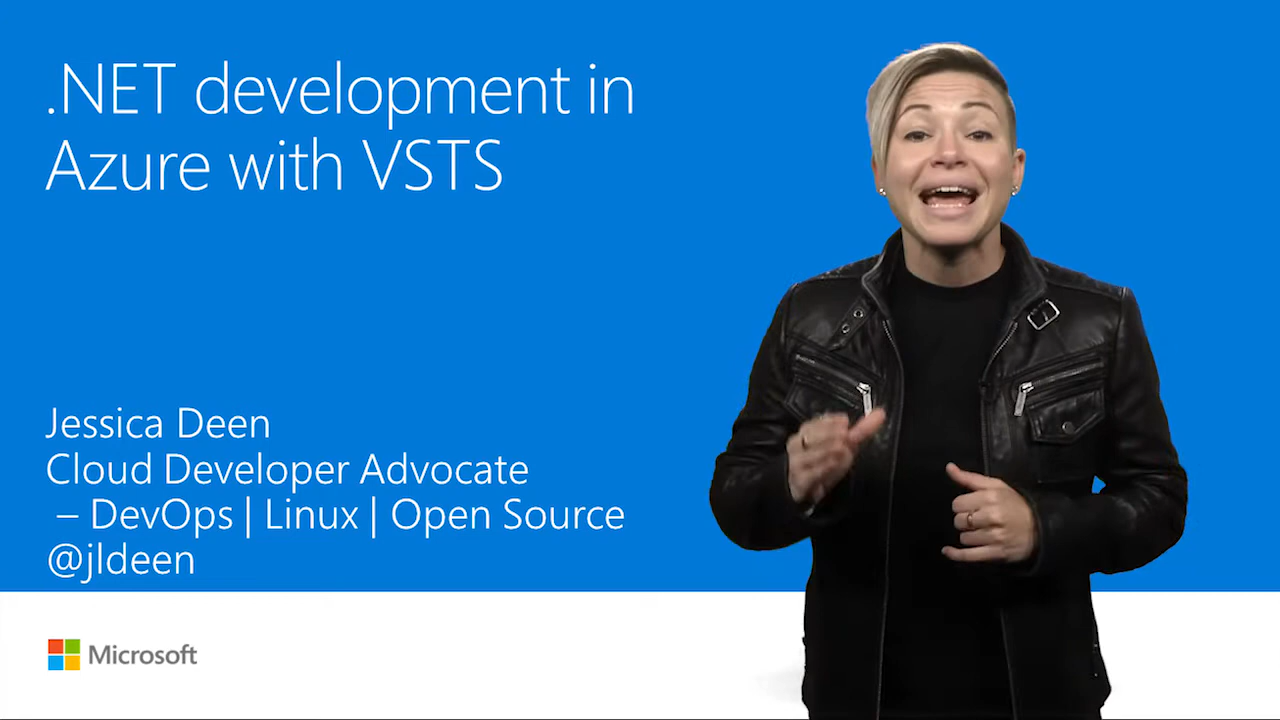 .NET development in
Azure with VSTS
Jessica Deen
Cloud Developer Advocate
– DevOps | Linux | Open Source
@jldeen
Microsoft